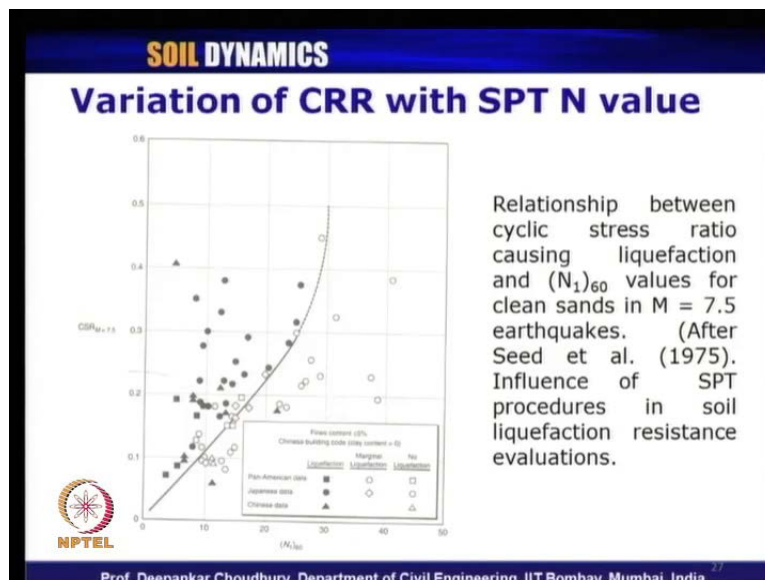 SOIL DYNAMICS
Variation of CRR with SPT N value
0.6
0.5
0.4
CSR M = 7.5
0.3
0.2
0.1
0
0 10 20 30 40 50
(N₁)₆₀
Fines content ≤5%
Chinese building code (clay content = 0)
Marginal No
Liquefaction Liquefaction Liquefaction
Pan-American data
Japanese data
Chinese data
Relationship between
cyclic stress ratio
causing liquefaction
and (N₁)₆₀ values for
clean sands in M = 7.5
earthquakes. (After
Seed et al. (1975).
Influence of SPT
procedures in soil
liquefaction resistance
evaluations.
NPTEL
27
Prof. Deepankar Choudhury, Department of Civil Engineering, IIT Bombay, Mumbai, India